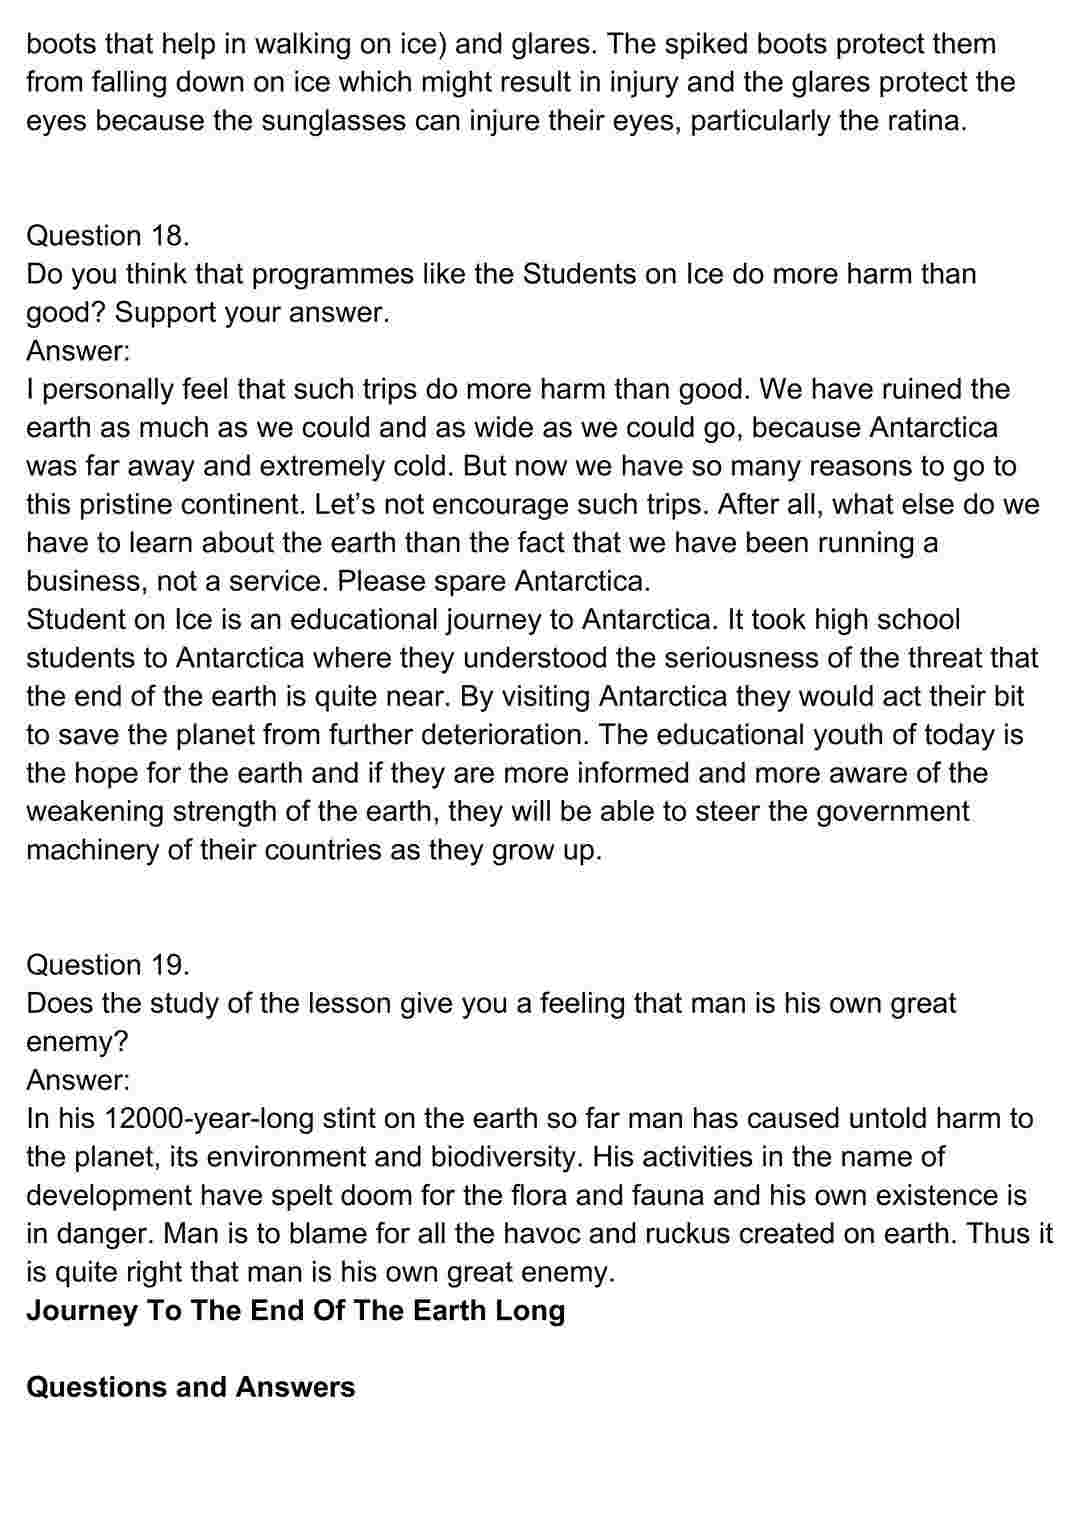 boots that help in walking on ice) and glares. The spiked boots protect them
from falling down on ice which might result in injury and the glares protect the
eyes because the sunglasses can injure their eyes, particularly the ratina.
Question 18.
Do you think that programmes like the Students on Ice do more harm than
good? Support your answer.
Answer:
I personally feel that such trips do more harm than good. We have ruined the
earth as much as we could and as wide as we could go, because Antarctica
was far away and extremely cold. But now we have so many reasons to go to
this pristine continent. Let’s not encourage such trips. After all, what else do we
have to learn about the earth than the fact that we have been running a
business, not a service. Please spare Antarctica.
Student on Ice is an educational journey to Antarctica. It took high school
students to Antarctica where they understood the seriousness of the threat that
the end of the earth is quite near. By visiting Antarctica they would act their bit
to save the planet from further deterioration. The educational youth of today is
the hope for the earth and if they are more informed and more aware of the
weakening strength of the earth, they will be able to steer the government
machinery of their countries as they grow up.
Question 19.
Does the study of the lesson give you a feeling that man is his own great
enemy?
Answer:
In his 12000-year-long stint on the earth so far man has caused untold harm to
the planet, its environment and biodiversity. His activities in the name of
development have spelt doom for the flora and fauna and his own existence is
in danger. Man is to blame for all the havoc and ruckus created on earth. Thus it
is quite right that man is his own great enemy.
Journey To The End Of The Earth Long
Questions and Answers